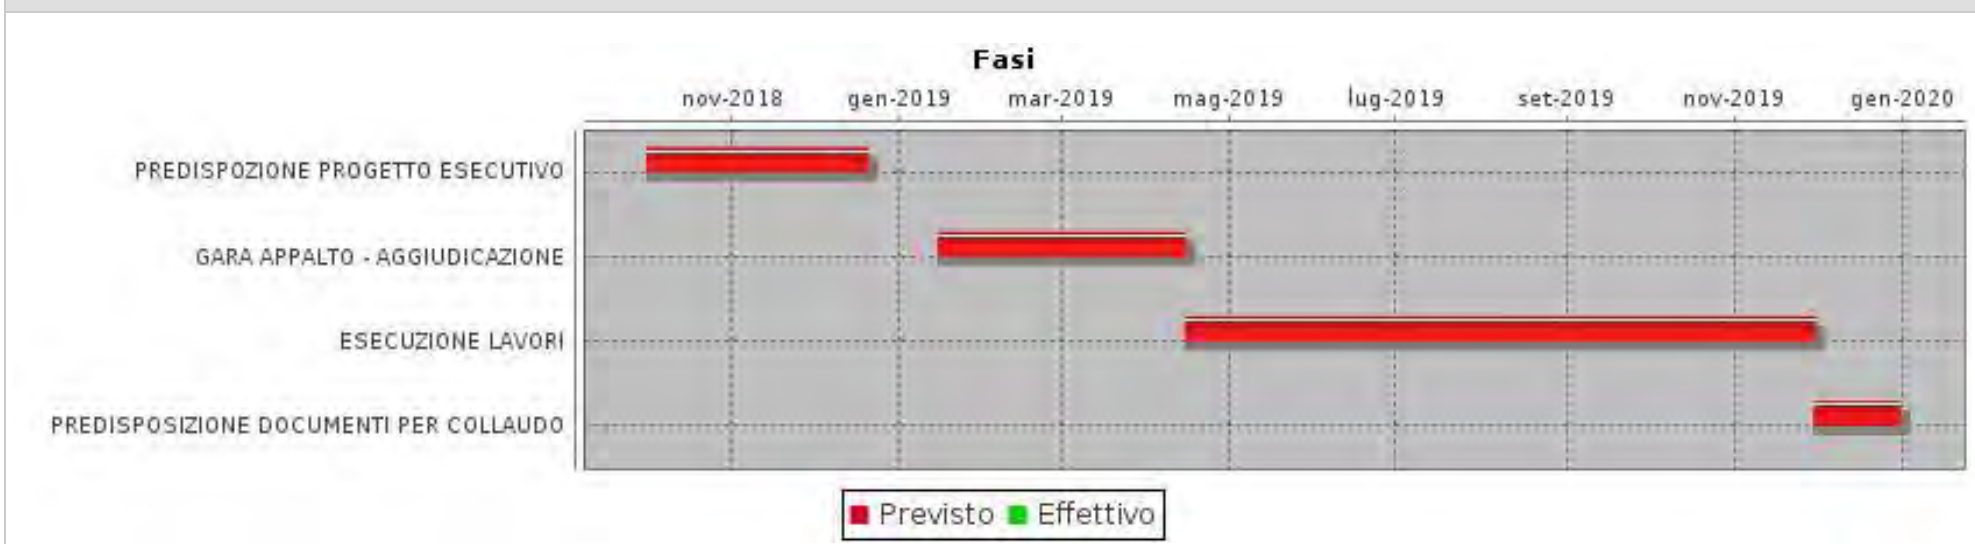 Fasi
nov-2018 gen-2019 mar-2019 mag-2019 lug-2019 set-2019 nov-2019 gen-2020
PREDISPOZIONE PROGETTO ESECUTIVO
GARA APPALTO - AGGIUDICAZIONE
ESECUZIONE LAVORI
PREDISPOSIZIONE DOCUMENTI PER COLLAUDO
Previsto Effettivo